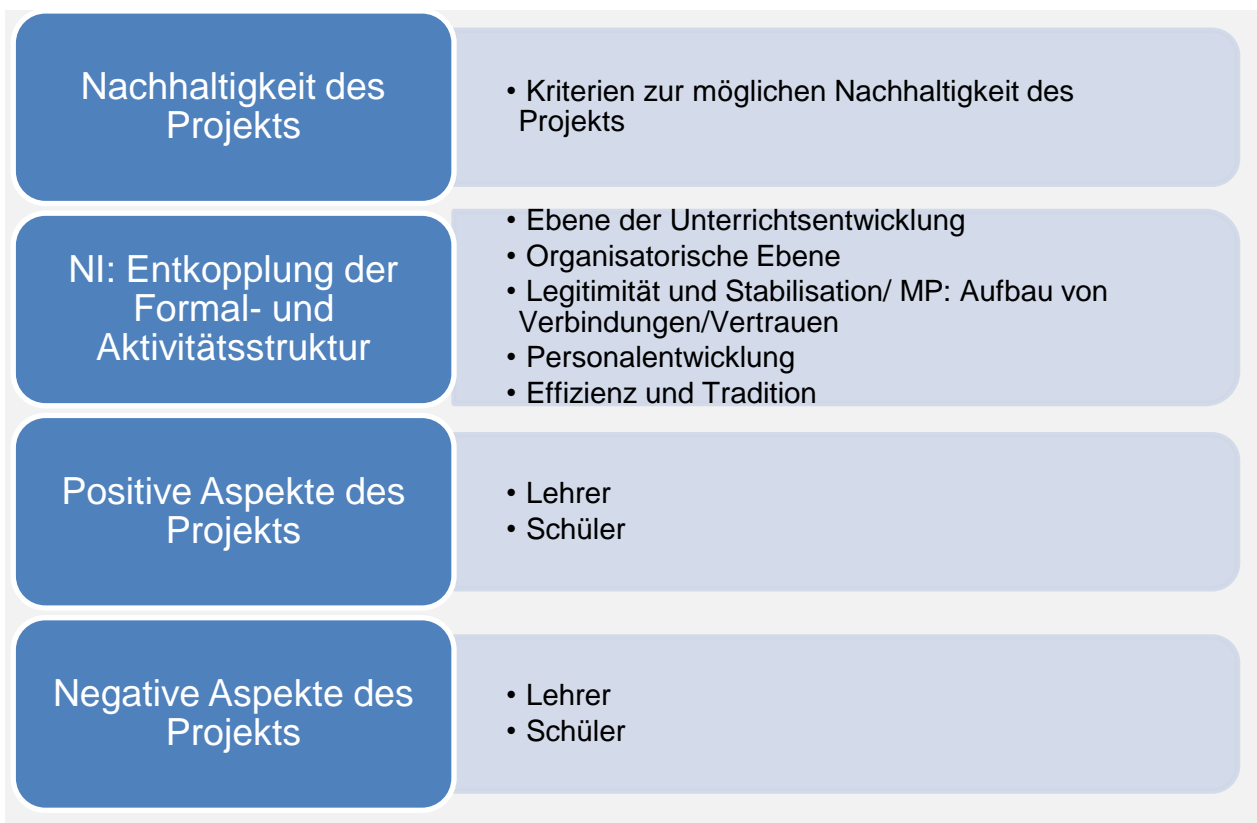 Nachhaltigkeit des
Projekts
• Kriterien zur möglichen Nachhaltigkeit des
Projekts
NI: Entkopplung der
Formal- und
Aktivitätsstruktur
• Ebene der Unterrichtsentwicklung
• Organisatorische Ebene
• Legitimität und Stabilisation/ MP: Aufbau von
Verbindungen/Vertrauen
• Personalentwicklung
• Effizienz und Tradition
Positive Aspekte des
Projekts
• Lehrer
• Schüler
Negative Aspekte des
Projekts
• Lehrer
• Schüler